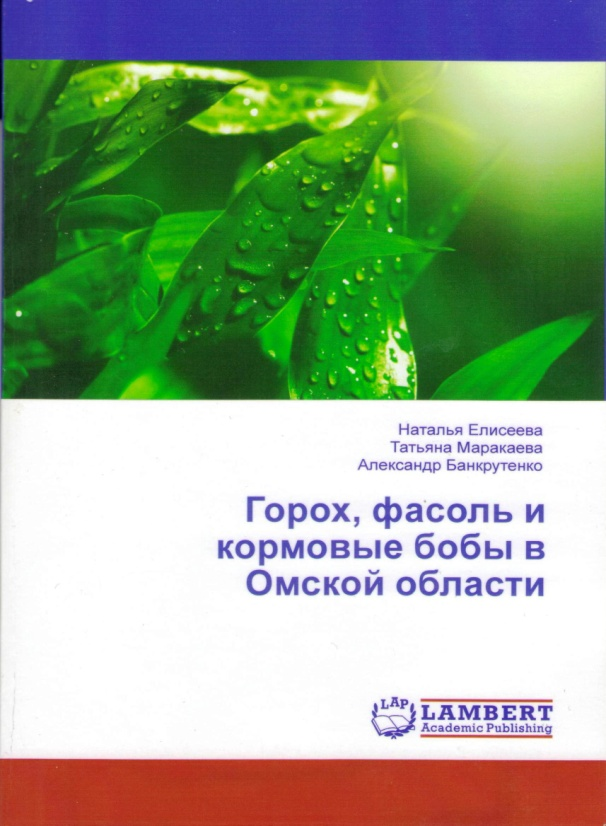 Наталья Елисеева
Татьяна Маракаева
Александр Банкрутенко
Горох, фасоль и
кормовые бобы в
Омской области
LAP
LAMBERT
Academic Publishing